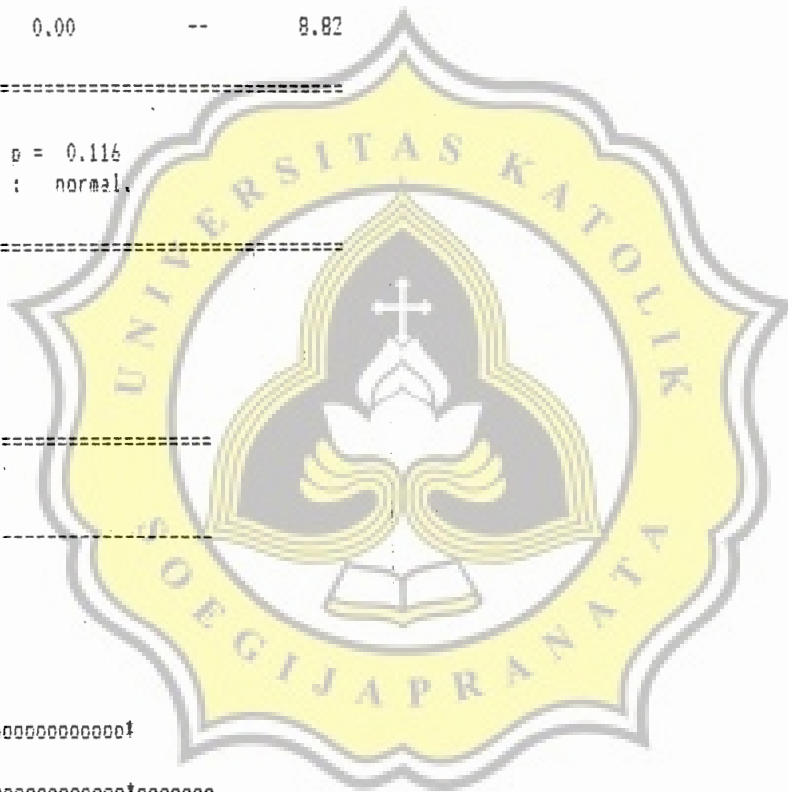 0.00 -- 8.82
================================
p = 0.116
: normal.
================================
UNIVERSITAS KATOLIK
====================
--------------------
SOEGIJAPRANATA